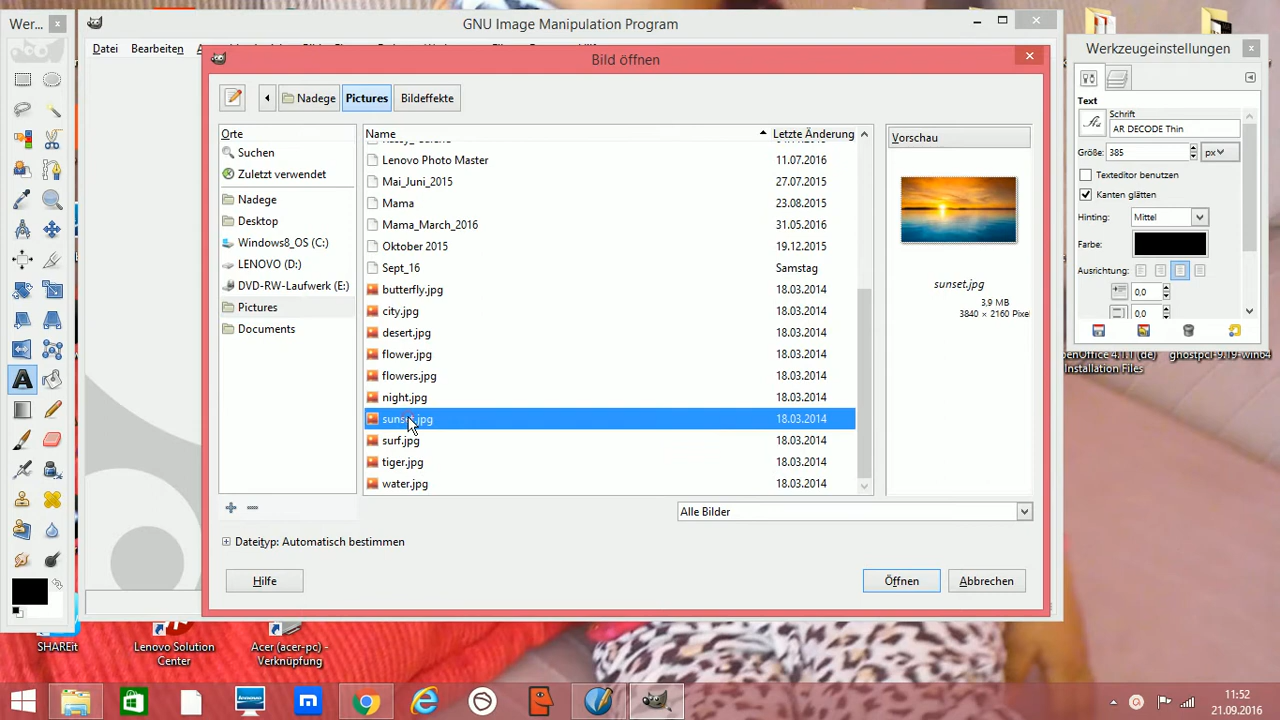 Wer...
GNU Image Manipulation Program
Datei Bearbeiten
Bild öffnen
Werkzeugeinstellungen
Nadege
Pictures
Bildeffekte
Orte
Suchen
Zuletzt verwendet
Nadege
Desktop
Windows8_OS (C:)
LENOVO (D:)
DVD-RW-Laufwerk (E:)
Pictures
Documents
Name Letzte Änderung
Lenovo Photo Master 11.07.2016
Mai_Juni_2015 27.07.2015
Mama 23.08.2015
Mama_March_2016 31.05.2016
Oktober 2015 19.12.2015
Sept_16 Samstag
butterfly.jpg 18.03.2014
city.jpg 18.03.2014
desert.jpg 18.03.2014
flower.jpg 18.03.2014
flowers.jpg 18.03.2014
night.jpg 18.03.2014
sunset.jpg 18.03.2014
surf.jpg 18.03.2014
tiger.jpg 18.03.2014
water.jpg 18.03.2014
Vorschau
sunset.jpg
3,9 MB
3840 × 2160 Pixel
Alle Bilder
Dateityp: Automatisch bestimmen
Hilfe
Öffnen
Abbrechen
Text
Schrift
Aa
AR DECODE Thin
Größe: 385 px
Texteditor benutzen
Kanten glätten
Hinting: Mittel
Farbe:
Ausrichtung:
0,0
0,0
penOffice 4.1.1 (de)
Installation Files
ghostpcl-9.19-win64
SHAREit
Lenovo Solution
Center
Acer (acer-pc) -
Verknüpfung
11:52
21.09.2016